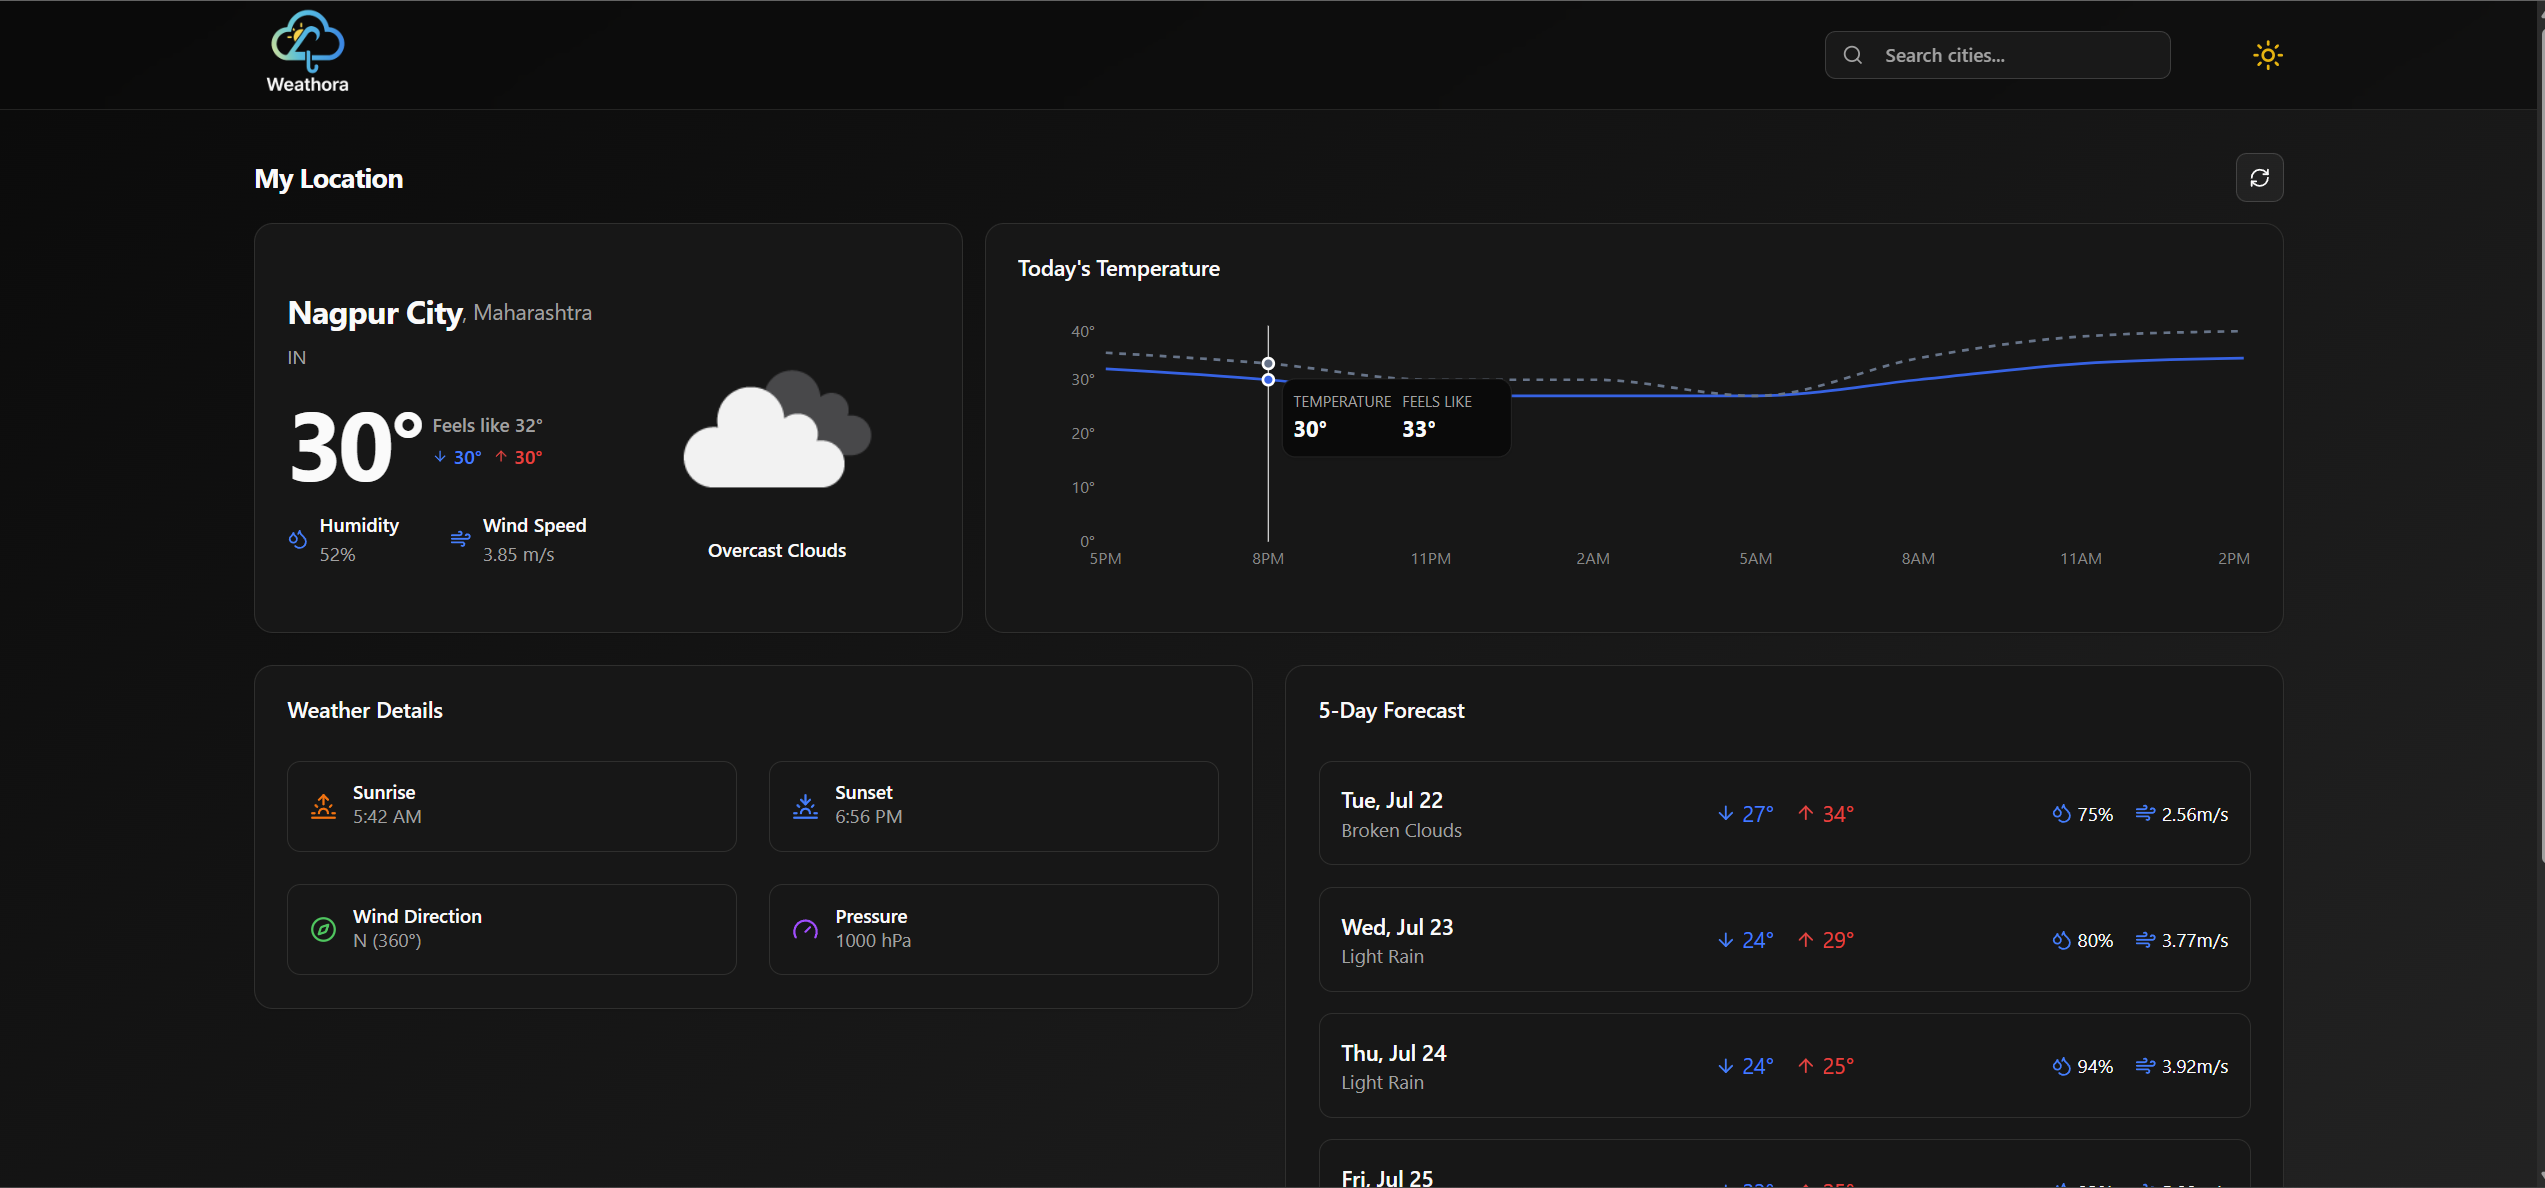 Weathora
Search cities...
My Location
Nagpur City, Maharashtra
IN
30° Feels like 32°
↓ 30° ↑ 30°
Humidity
52%
Wind Speed
3.85 m/s
Overcast Clouds
Today's Temperature
40°
30°
20°
10°
0°
TEMPERATURE FEELS LIKE
30° 33°
5PM 8PM 11PM 2AM 5AM 8AM 11AM 2PM
Weather Details
Sunrise
5:42 AM
Sunset
6:56 PM
Wind Direction
N (360°)
Pressure
1000 hPa
5-Day Forecast
Tue, Jul 22
Broken Clouds
↓ 27° ↑ 34°
75% 2.56m/s
Wed, Jul 23
Light Rain
↓ 24° ↑ 29°
80% 3.77m/s
Thu, Jul 24
Light Rain
↓ 24° ↑ 25°
94% 3.92m/s
Fri, Jul 25